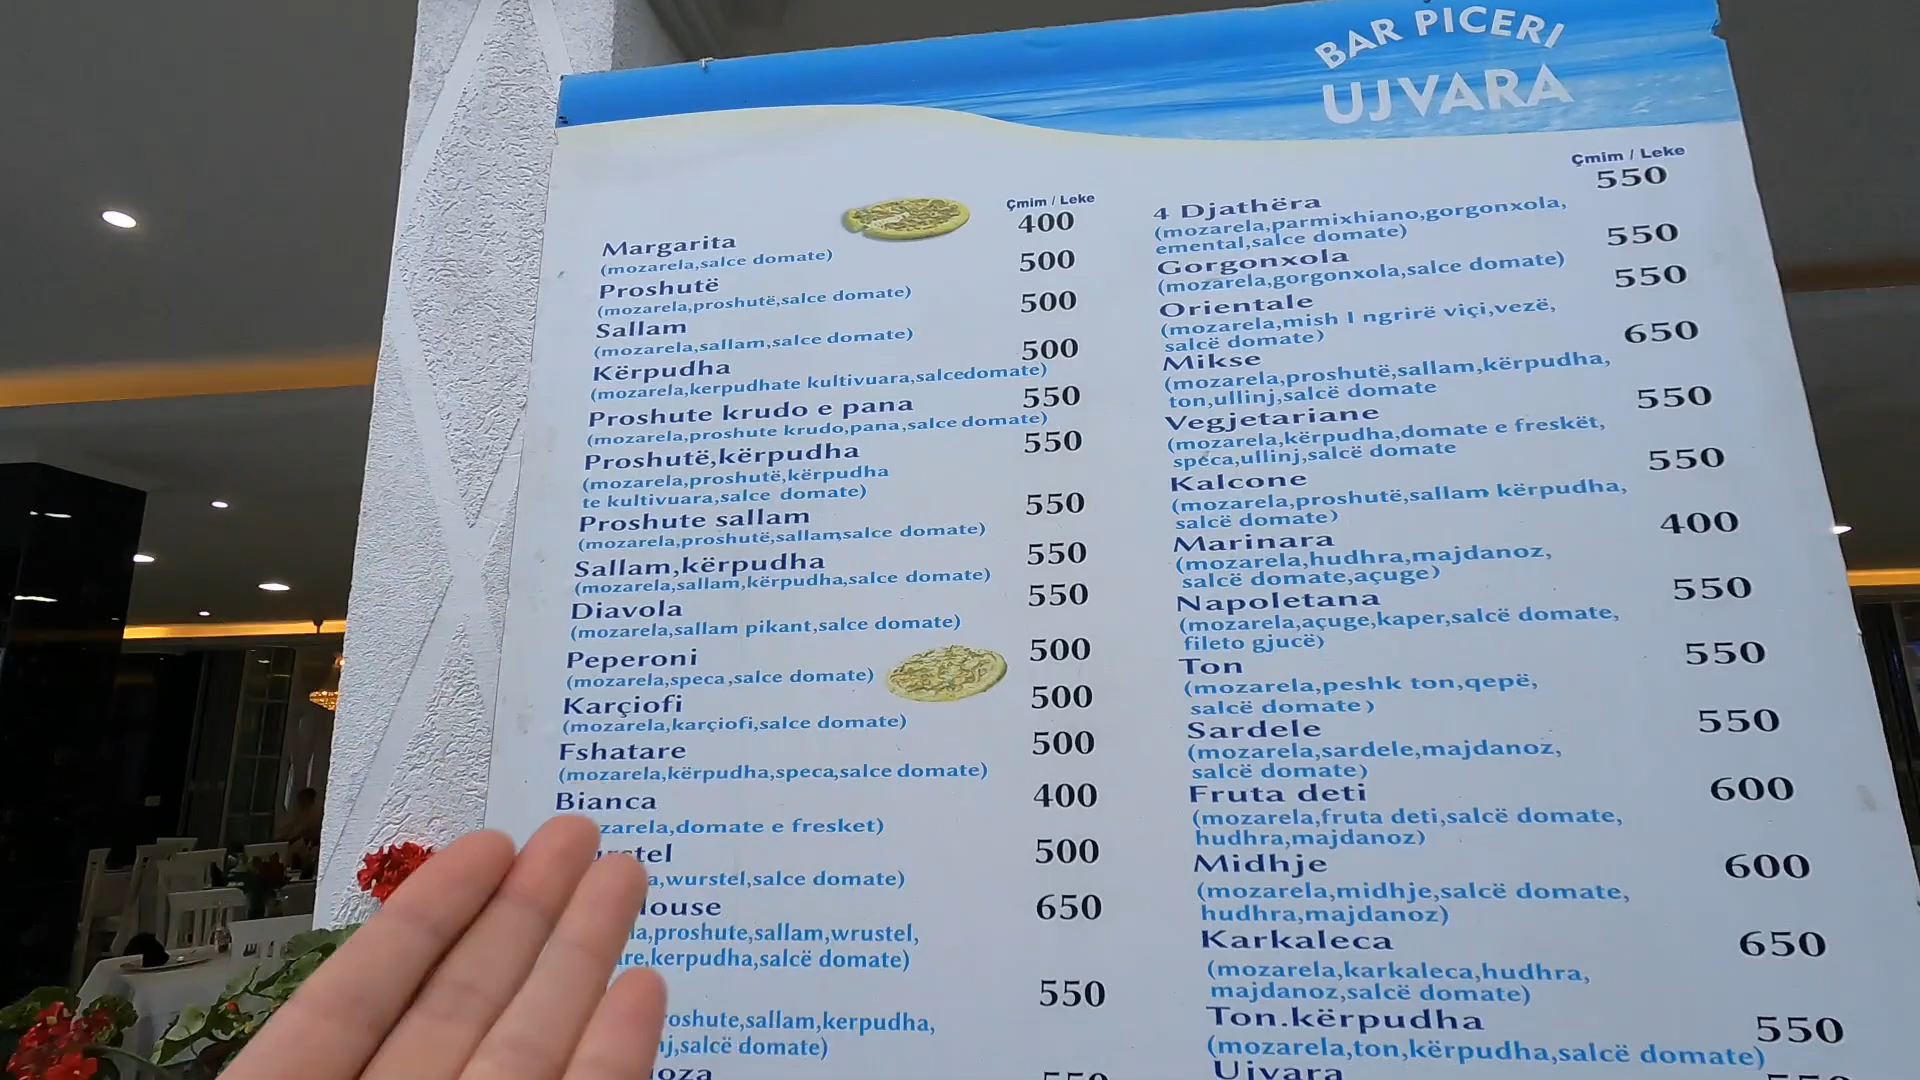 BAR PICERI
UJVARA
Çmim / Leke
Margarita 400
(mozarela,salce domate)
Proshutë 500
(mozarela,proshutë,salce domate)
Sallam 500
(mozarela,sallam,salce domate)
Kërpudha 500
(mozarela,kerpudhate kultivuara,salcedomate)
Proshute krudo e pana 550
(mozarela,proshute krudo,pana,salce domate)
Proshutë,kërpudha 550
(mozarela,proshutë,kërpudha
te kultivuara,salce domate)
Proshute sallam 550
(mozarela,proshutë,sallam,salce domate)
Sallam,kërpudha 550
(mozarela,sallam,kërpudha,salce domate)
Diavola 550
(mozarela,sallam pikant,salce domate)
Peperoni 500
(mozarela,speca,salce domate)
Karçiofi 500
(mozarela,karçiofi,salce domate)
Fshatare 500
(mozarela,kërpudha,speca,salce domate)
Bianca 400
zarela,domate e fresket)
stel 500
a,wurstel,salce domate)
ouse 650
la,proshute,sallam,wrustel,
re,kerpudha,salcë domate)
550
roshute,sallam,kerpudha,
j,salcë domate)
oza 550
Çmim / Leke
4 Djathëra 550
(mozarela,parmixhiano,gorgonxola,
emental,salce domate)
Gorgonxola 550
(mozarela,gorgonxola,salce domate)
Orientale 550
(mozarela,mish I ngrirë viçi,vezë,
salcë domate)
Mikse 650
(mozarela,proshutë,sallam,kërpudha,
ton,ullinj,salcë domate
Vegjetariane 550
(mozarela,kërpudha,domate e freskët,
speca,ullinj,salcë domate
Kalcone 550
(mozarela,proshutë,sallam kërpudha,
salcë domate)
Marinara 400
(mozarela,hudhra,majdanoz,
salcë domate,açuge)
Napoletana 550
(mozarela,açuge,kaper,salcë domate,
fileto gjucë)
Ton 550
(mozarela,peshk ton,qepë,
salcë domate)
Sardele 550
(mozarela,sardele,majdanoz,
salcë domate)
Fruta deti 600
(mozarela,fruta deti,salcë domate,
hudhra,majdanoz)
Midhje 600
(mozarela,midhje,salcë domate,
hudhra,majdanoz)
Karkaleca 650
(mozarela,karkaleca,hudhra,
majdanoz,salcë domate)
Ton.kërpudha 550
(mozarela,ton,kërpudha,salcë domate)
Ujvara 550